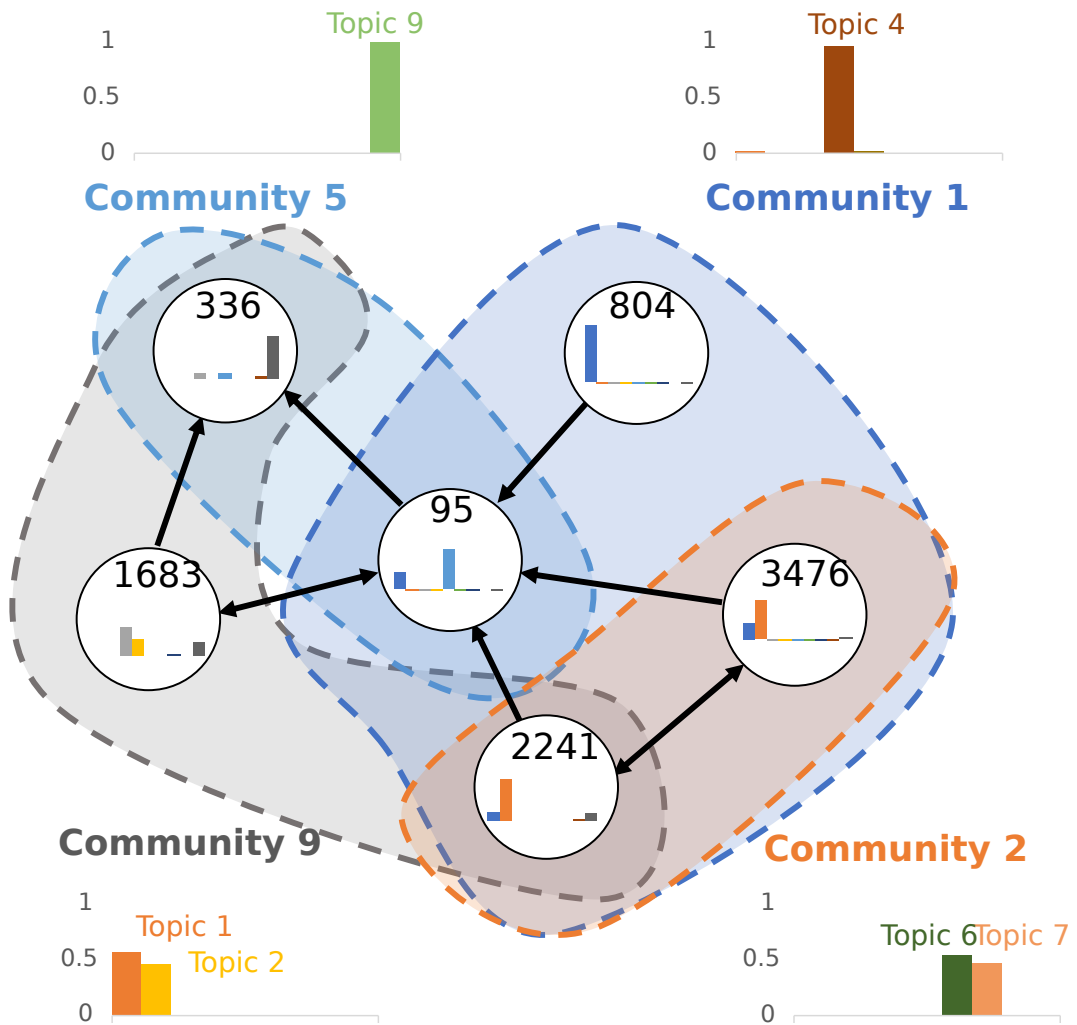 Topic 9
1
0.5
0
Topic 4
1
0.5
0
Community 5
Community 1
336
804
95
1683
3476
2241
Community 9
Community 2
1
0.5
0
Topic 1
Topic 2
1
0.5
0
Topic 6
Topic 7